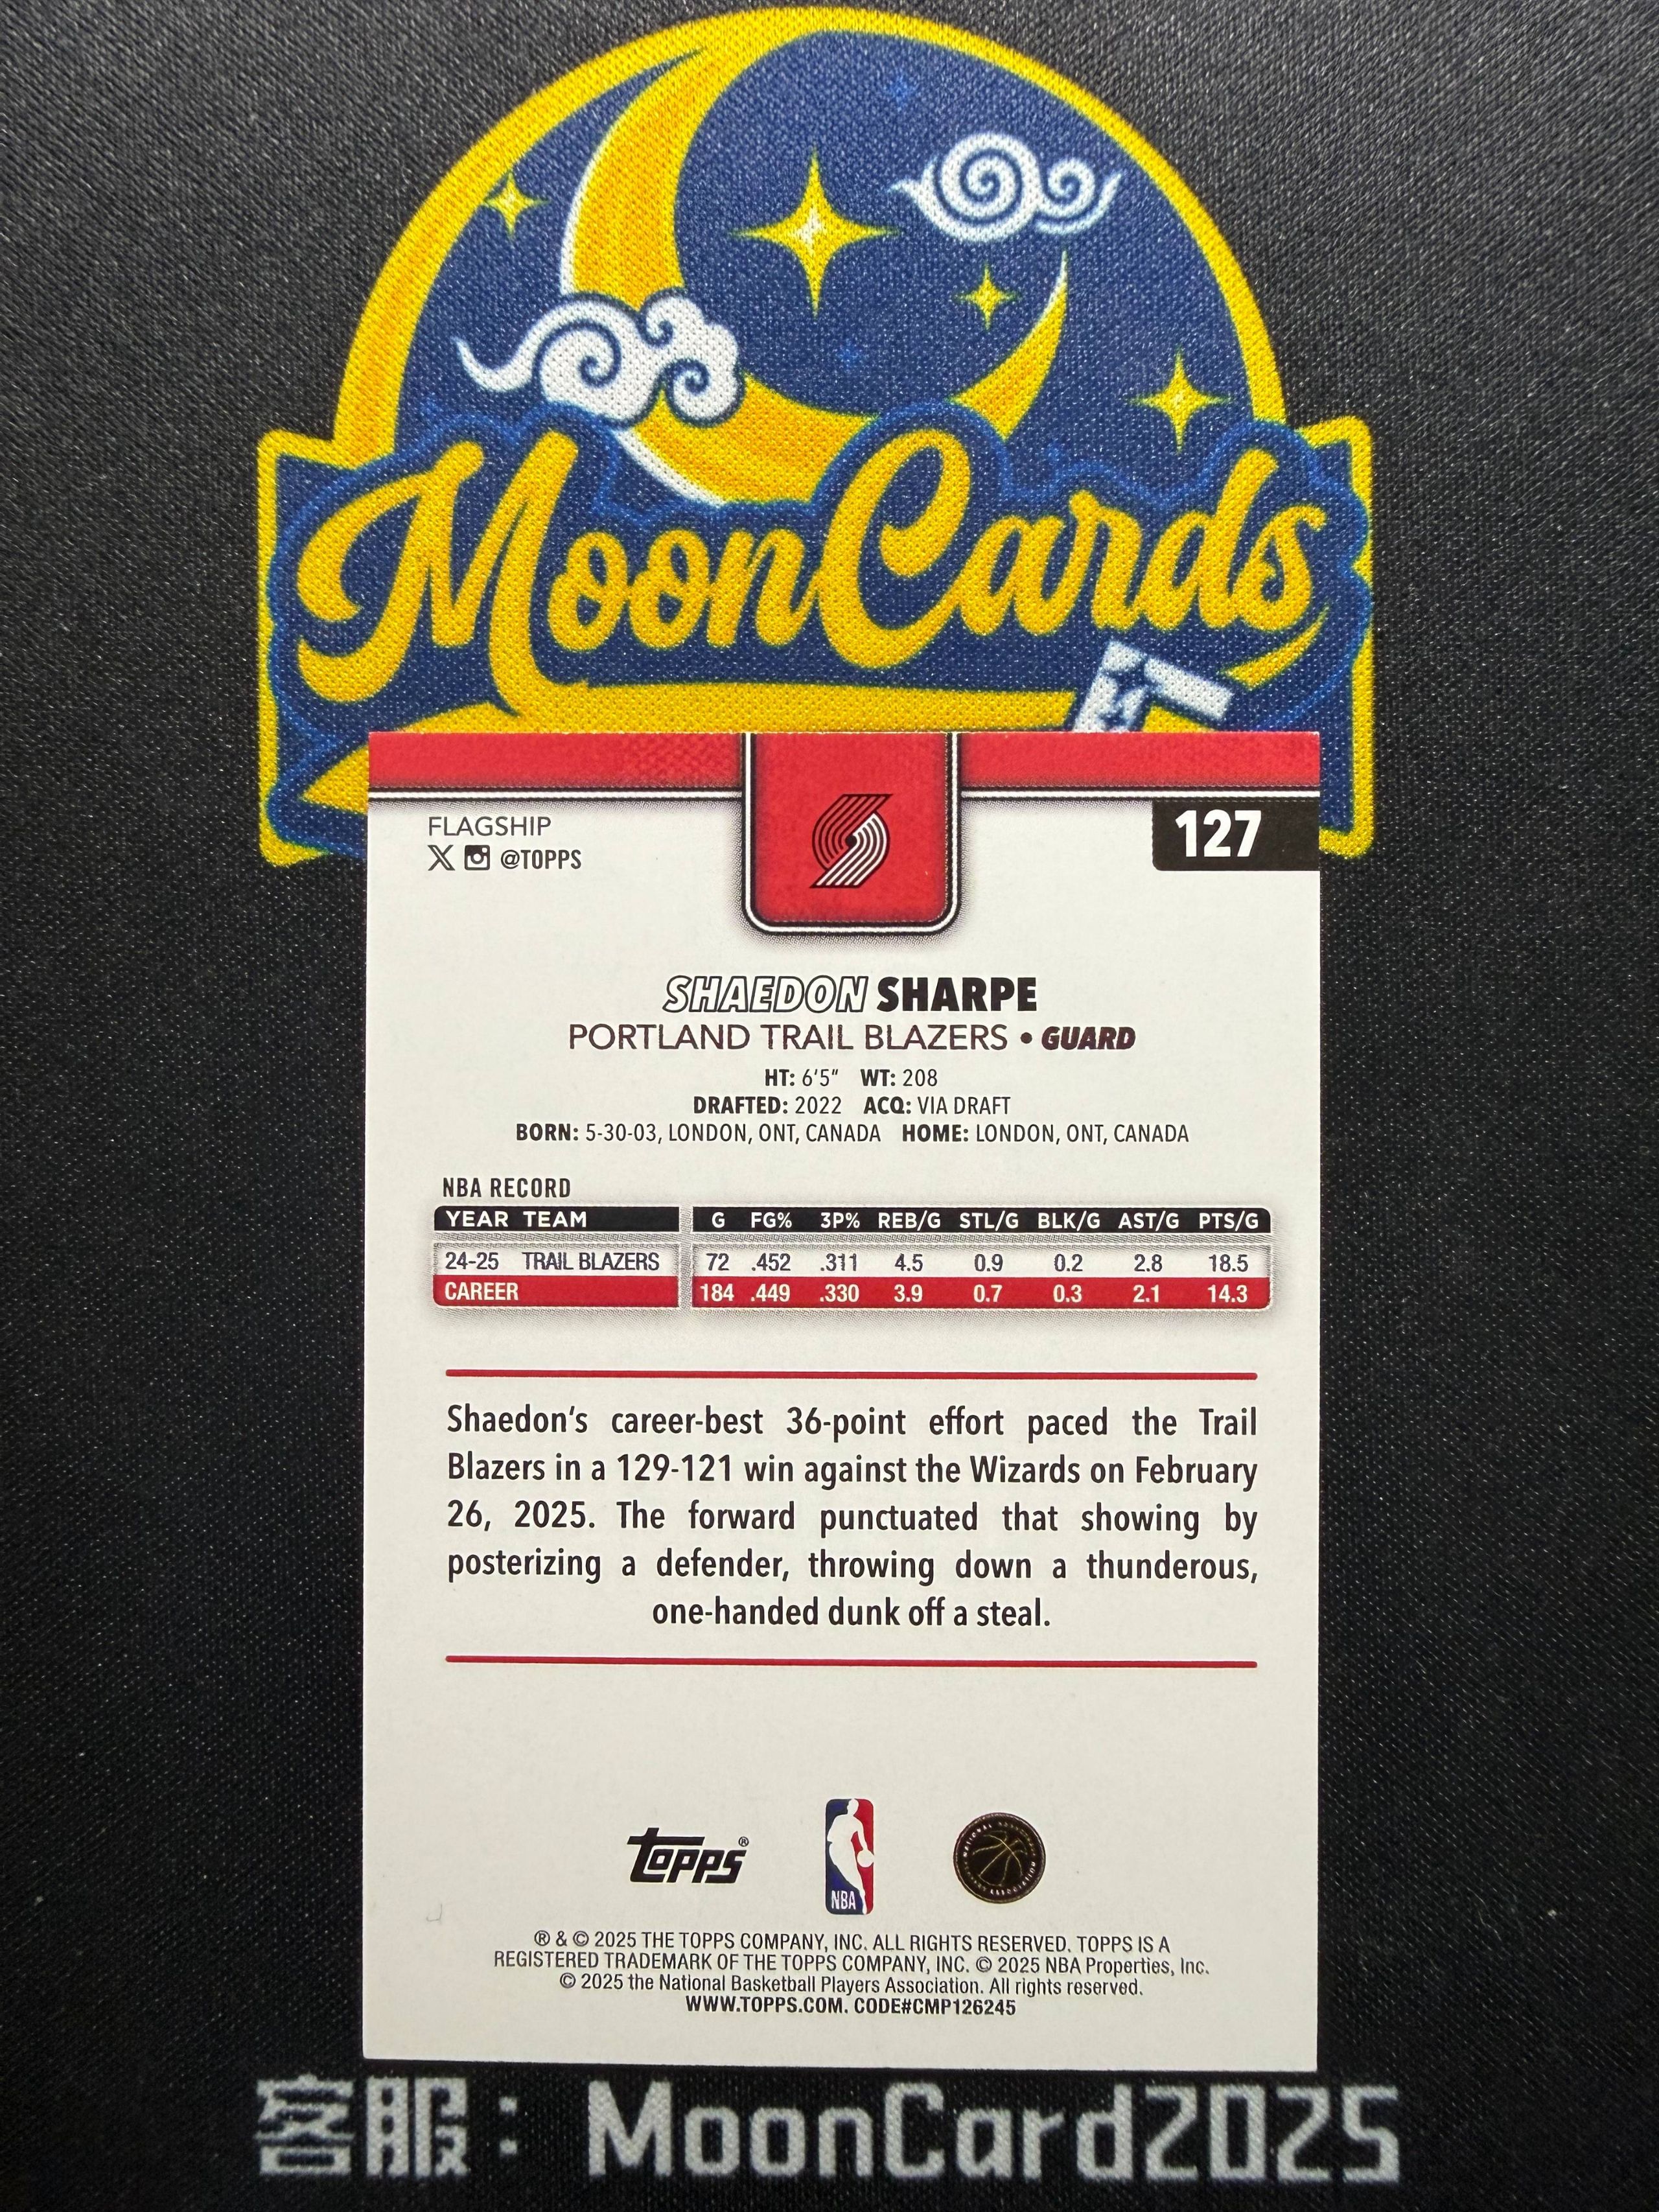 MoonCards
FLAGSHIP
@TOPPS
127
SHAEDON SHARPE
PORTLAND TRAIL BLAZERS • GUARD
HT: 6'5" WT: 208
DRAFTED: 2022 ACQ: VIA DRAFT
BORN: 5-30-03, LONDON, ONT, CANADA HOME: LONDON, ONT, CANADA
NBA RECORD
YEAR TEAM G FG% 3P% REB/G STL/G BLK/G AST/G PTS/G
24-25 TRAIL BLAZERS 72 .452 .311 4.5 0.9 0.2 2.8 18.5
CAREER 184 .449 .330 3.9 0.7 0.3 2.1 14.3
Shaedon's career-best 36-point effort paced the Trail
Blazers in a 129-121 win against the Wizards on February
26, 2025. The forward punctuated that showing by
posterizing a defender, throwing down a thunderous,
one-handed dunk off a steal.
Topps®
NBA
® & © 2025 THE TOPPS COMPANY, INC. ALL RIGHTS RESERVED. TOPPS IS A
REGISTERED TRADEMARK OF THE TOPPS COMPANY, INC. © 2025 NBA Properties, Inc.
© 2025 the National Basketball Players Association. All rights reserved.
WWW.TOPPS.COM. CODE#CMP126245
客服：MoonCard2025